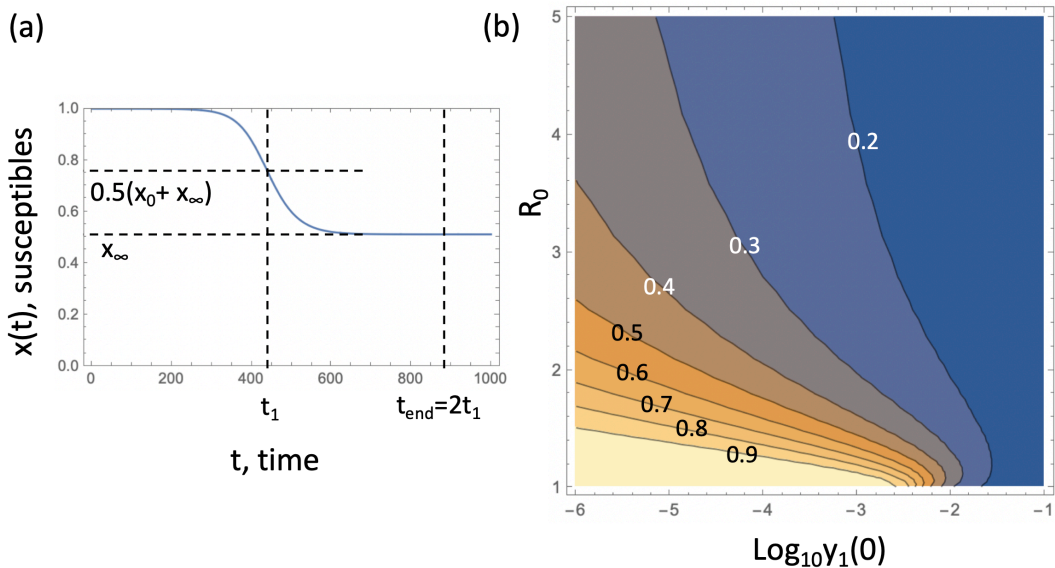 (a)
1.0
0.8
0.6
0.4
0.2
0.0
x(t), susceptibles
0.5(x₀+ x∞)
x∞
0 200 400 600 800 1000
t₁ tend=2t₁
t, time
(b)
5
4
3
2
1
R₀
0.2
0.3
0.4
0.5
0.6
0.7
0.8
0.9
−6 −5 −4 −3 −2 −1
Log₁₀y₁(0)